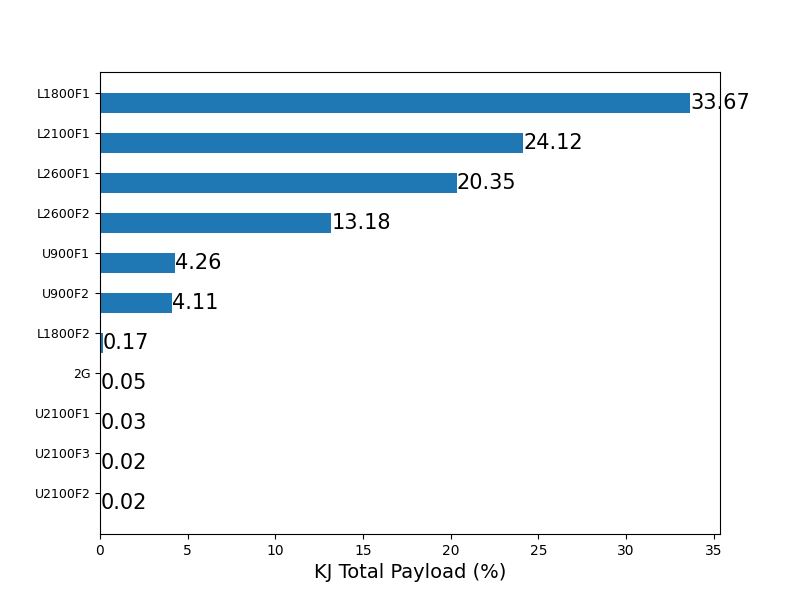 L1800F1 33.67
L2100F1 24.12
L2600F1 20.35
L2600F2 13.18
U900F1 4.26
U900F2 4.11
L1800F2 0.17
2G 0.05
U2100F1 0.03
U2100F3 0.02
U2100F2 0.02
0 5 10 15 20 25 30 35
KJ Total Payload (%)